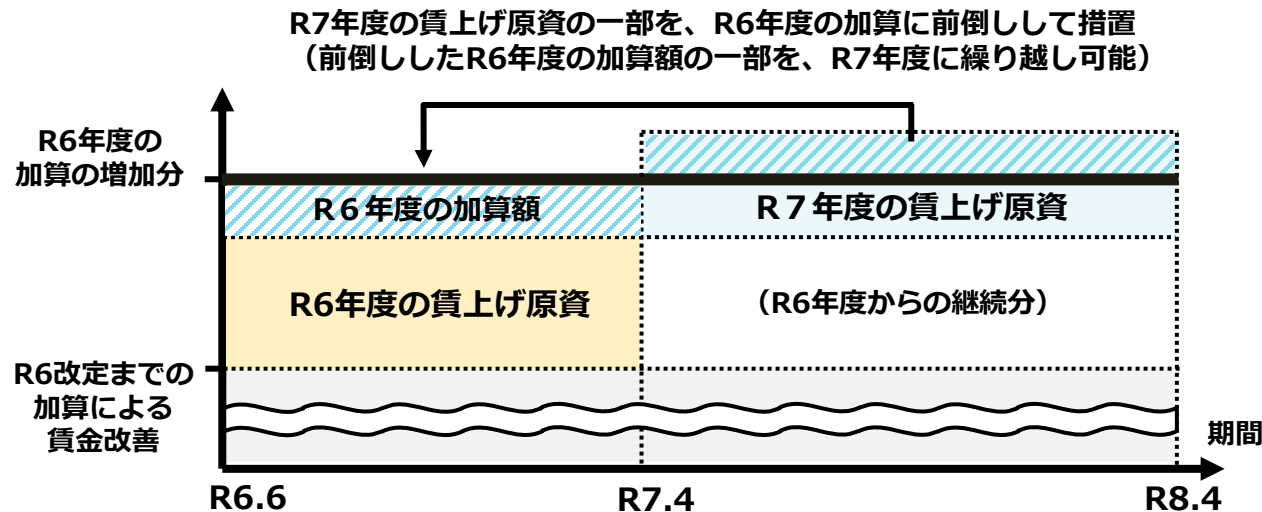 R7年度の賃上げ原資の一部を、R6年度の加算に前倒しして措置
（前倒ししたR6年度の加算額の一部を、R7年度に繰り越し可能）
R6年度の
加算の増加分
R６年度の加算額
R７年度の賃上げ原資
R6年度の賃上げ原資
（R6年度からの継続分）
R6改定までの
加算による
賃金改善
期間
R6.6
R7.4
R8.4